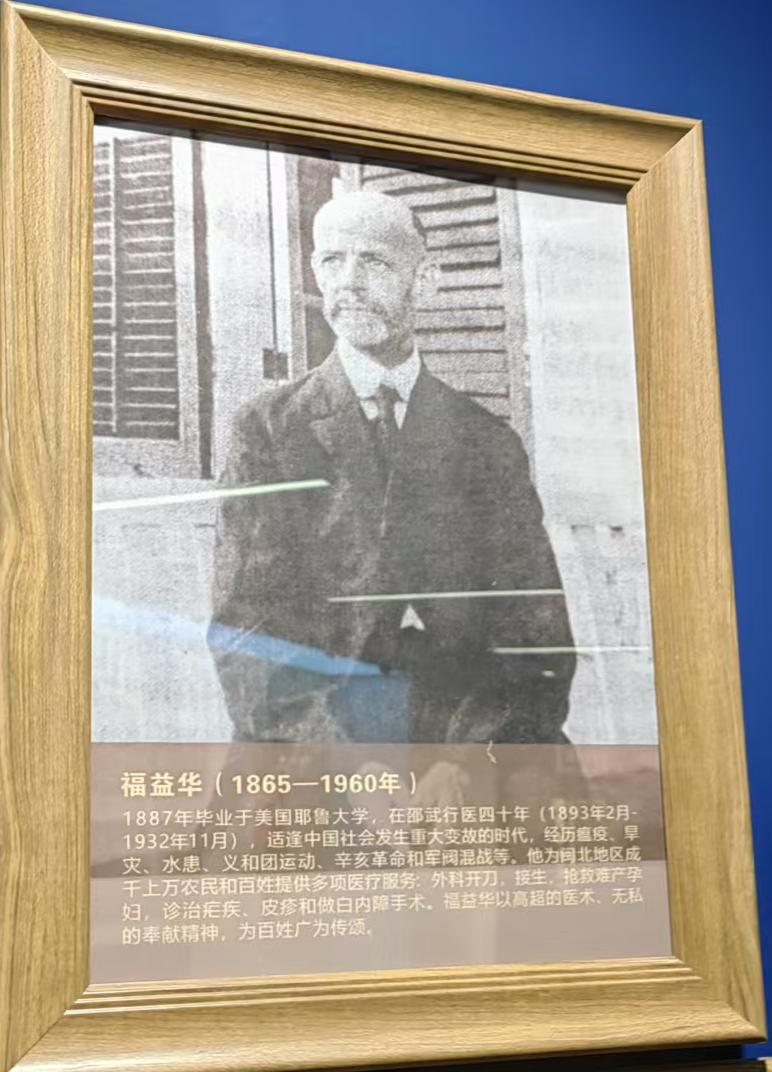 福益华（1865—1960年）
1887年毕业于美国耶鲁大学，在邵武行医四十年（1893年2月-
1932年11月），适逢中国社会发生重大变故的时代，经历瘟疫、旱
灾、水患、义和团运动、辛亥革命和军阀混战等。他为闽北地区成
千上万农民和百姓提供多项医疗服务：外科开刀、接生、抢救难产孕
妇，诊治疟疾、皮疹和做白内障手术。福益华以高超的医术、无私
的奉献精神，为百姓广为传颂。